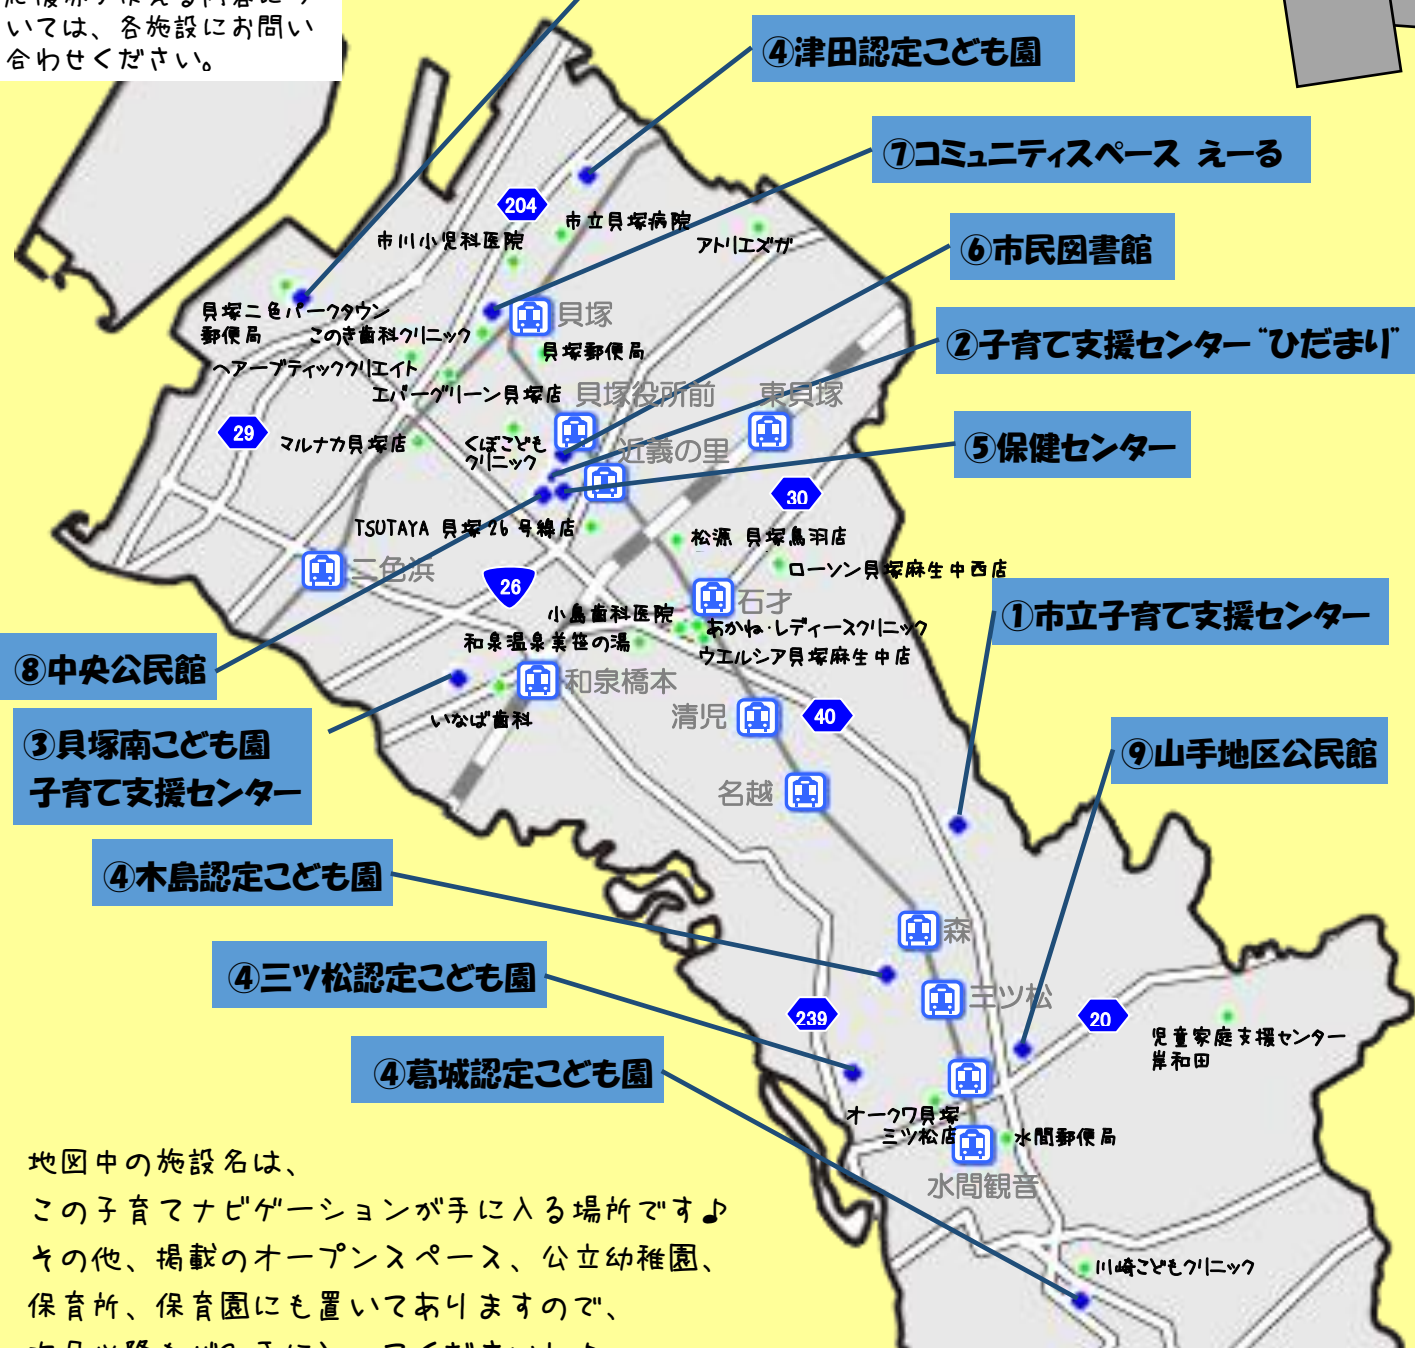 いては、各施設にお問い
合わせください。
④津田認定こども園
⑦コミュニティスペース えーる
204
市立貝塚病院
市川小児科医院
アトリエズガ
⑥市民図書館
貝塚二色パークタウン
郵便局
このき歯科クリニック
貝塚
貝塚郵便局
②子育て支援センター “ひだまり”
ヘアーブティッククリエイト
エバーグリーン貝塚店
貝塚役所前
東貝塚
29
マルナカ貝塚店
くぼこども
クリニック
近義の里
⑤保健センター
30
TSUTAYA 貝塚26号線店
松源 貝塚鳥羽店
ローソン貝塚麻生中西店
二色浜
26
石才
①市立子育て支援センター
小島歯科医院
あかね・レディースクリニック
和泉温泉美笹の湯
ウエルシア貝塚麻生中店
⑧中央公民館
和泉橋本
いなば歯科
清児
40
③貝塚南こども園
子育て支援センター
⑨山手地区公民館
名越
④木島認定こども園
森
④三ツ松認定こども園
三ツ松
239
20
児童家庭支援センター
岸和田
④葛城認定こども園
オークワ貝塚
三ツ松店
水間郵便局
水間観音
地図中の施設名は、
この子育てナビゲーションが手に入る場所です♪
その他、掲載のオープンスペース、公立幼稚園、
川崎こどもクリニック
保育所、保育園にも置いてありますので、